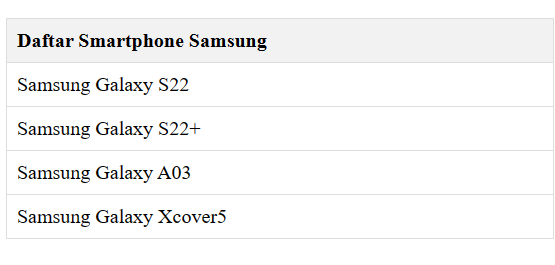 Daftar Smartphone Samsung
Samsung Galaxy S22
Samsung Galaxy S22+
Samsung Galaxy A03
Samsung Galaxy Xcover5